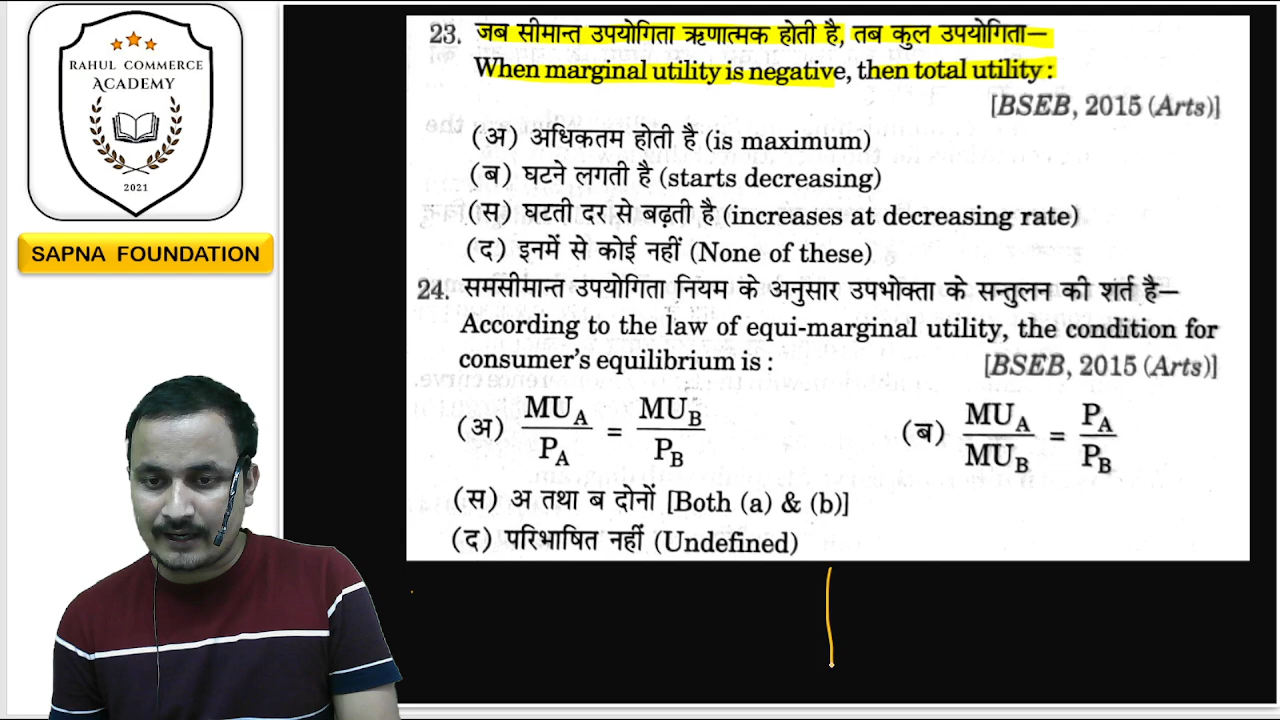 RAHUL COMMERCE
ACADEMY
2021
SAPNA FOUNDATION
23. जब सीमान्त उपयोगिता ऋणात्मक होती है, तब कुल उपयोगिता—
When marginal utility is negative, then total utility :
[BSEB, 2015 (Arts)]
(अ) अधिकतम होती है (is maximum)
(ब) घटने लगती है (starts decreasing)
(स) घटती दर से बढ़ती है (increases at decreasing rate)
(द) इनमें से कोई नहीं (None of these)
24. समसीमान्त उपयोगिता नियम के अनुसार उपभोक्ता के सन्तुलन की शर्त है—
According to the law of equi-marginal utility, the condition for
consumer's equilibrium is : [BSEB, 2015 (Arts)]
(अ) MU_A / P_A = MU_B / P_B (ब) MU_A / MU_B = P_A / P_B
(स) अ तथा ब दोनों [Both (a) & (b)]
(द) परिभाषित नहीं (Undefined)